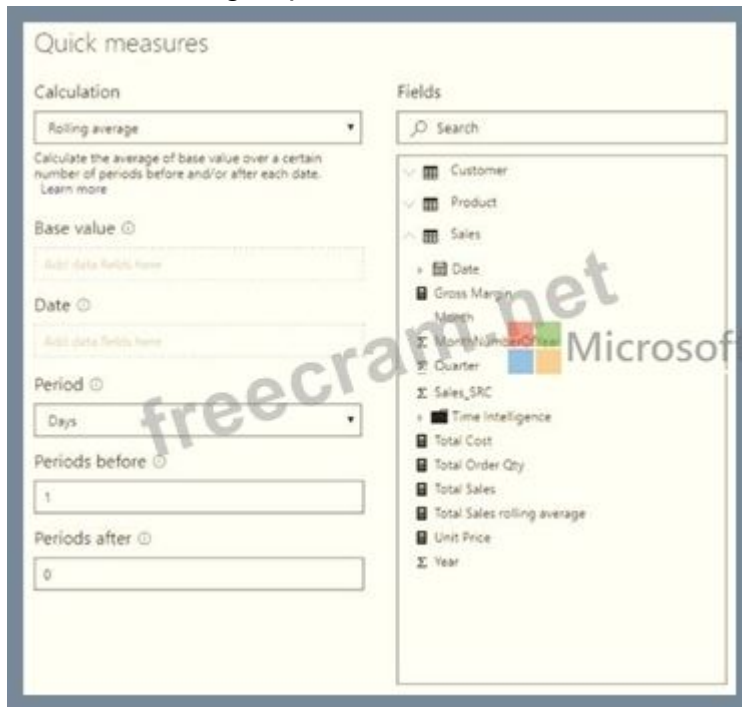 Quick measures
Calculation
Rolling average
Calculate the average of base value over a certain
number of periods before and/or after each date.
Learn more
Base value
Add data fields here
Date
Add data fields here
Period
Days
Periods before
1
Periods after
0
Fields
Search
Customer
Product
Sales
Date
Gross Margin
Month
MonthNumberOfYear
Quarter
Sales_SRC
Time Intelligence
Total Cost
Total Order Qty
Total Sales
Total Sales rolling average
Unit Price
Year
freecram.net
Microsof